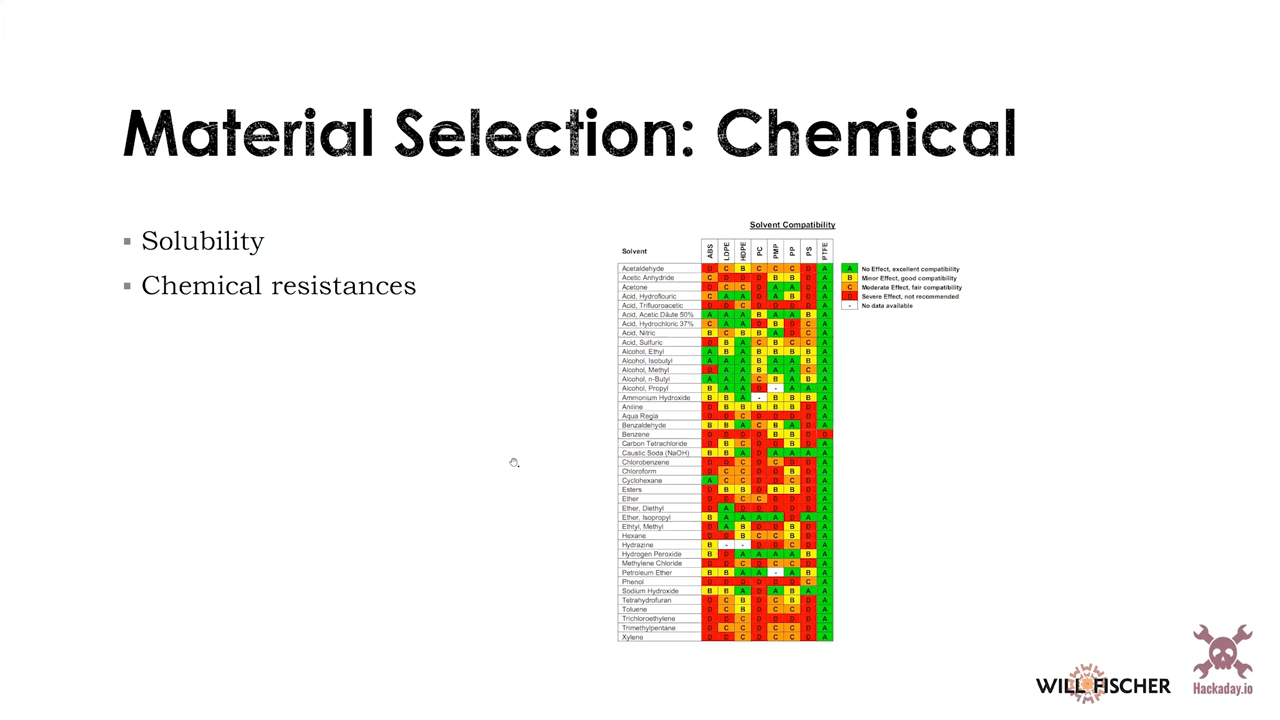 Material Selection: Chemical
▪ Solubility
▪ Chemical resistances
Solvent Compatibility
Solvent ABS LDPE HDPE PC PMP PP PS PTFE
Acetaldehyde D C B C C C D A
Acetic Anhydride C D D D B B D A
Acetone D C C D A A D A
Acid, Hydroflouric C A A D A B D A
Acid, Trifluoroacetic D D C D D D D A
Acid, Acetic Dilute 50% A A A B A A B A
Acid, Hydrochloric 37% C A A D B D C A
Acid, Nitric B C B B A D C A
Acid, Sulfuric D B A C B C C A
Alcohol, Ethyl A B A B B B B A
Alcohol, Isobutyl A A A B A A B A
Alcohol, Methyl D A A B A A C A
Alcohol, n-Butyl A A A C B A B A
Alcohol, Propyl B A A D - A A A
Ammonium Hydroxide B B A - B B B A
Aniline D B B B B B D A
Aqua Regia D D C D D D D A
Benzaldehyde B B A C B A D A
Benzene D D D D B B D D
Carbon Tetrachloride D B C D D B D A
Caustic Soda (NaOH) B B A D A A A A
Chlorobenzene D D C D C D D A
Chloroform D C C D D B D A
Cyclohexane A C C D D C D A
Esters D B B D B B D A
Ether D D C C D D D A
Ether, Diethyl D A D D D D D A
Ether, Isopropyl B A A A A D A A
Ethtyl, Methyl D A B D D B D A
Hexane D D B C C B D A
Hydrazine B - - D D C D A
Hydrogen Peroxide B D A A A A B A
Methylene Chloride D D C D C C D A
Petroleum Ether B B A A - A B A
Phenol D D D D D D C A
Sodium Hydroxide B B A D A B A A
Tetrahydrofuran D C B D C B D A
Toluene D C B D C C D A
Trichloroethylene D D C D D D D A
Trimethylpentane D C C D C C D A
Xylene D D C D C C D A
A No Effect, excellent compatibility
B Minor Effect, good compatibility
C Moderate Effect, fair compatibility
D Severe Effect, not recommended
- No data available
WILL FISCHER
Hackaday.io